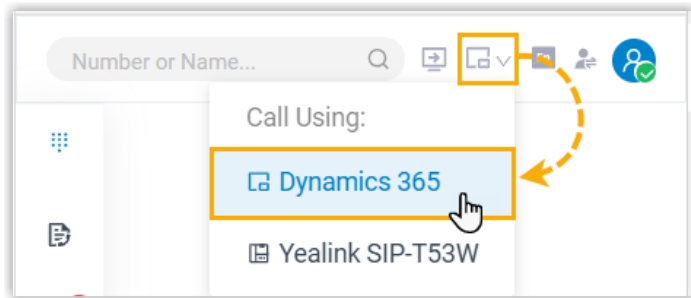 Number or Name...
Call Using:
Dynamics 365
Yealink SIP-T53W